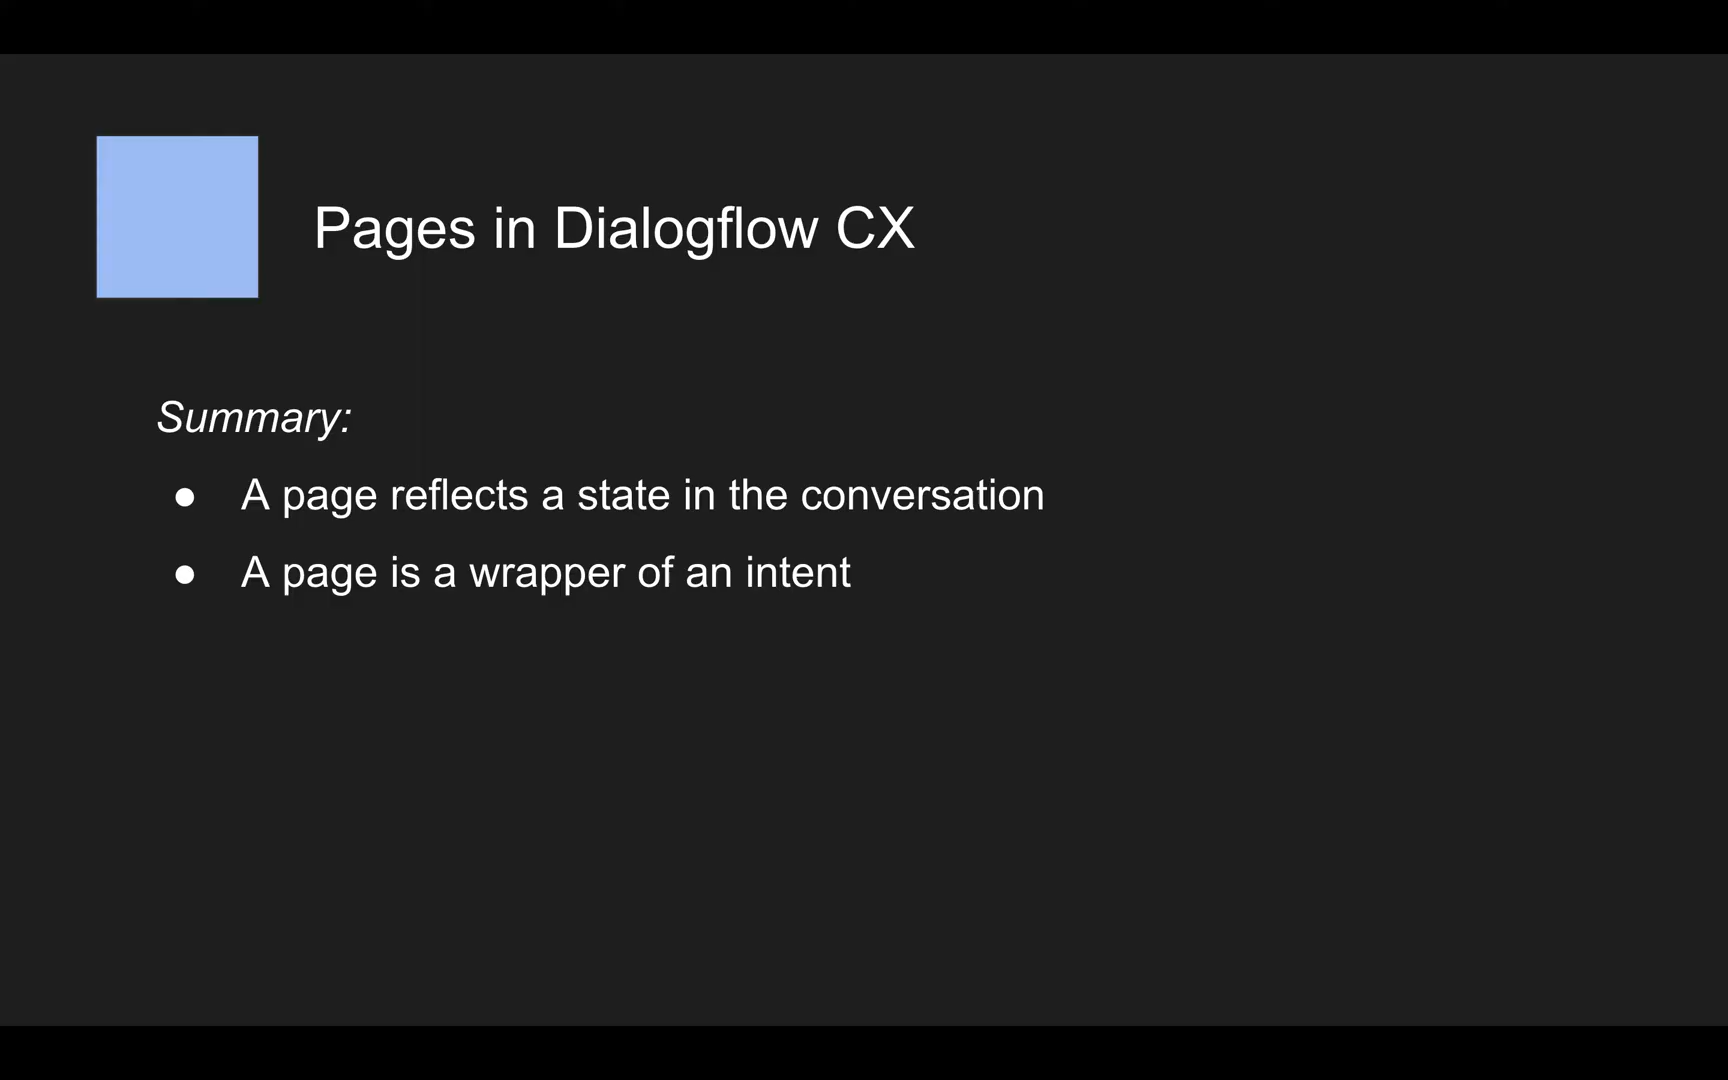 Pages in Dialogflow CX
Summary:
● A page reflects a state in the conversation
● A page is a wrapper of an intent